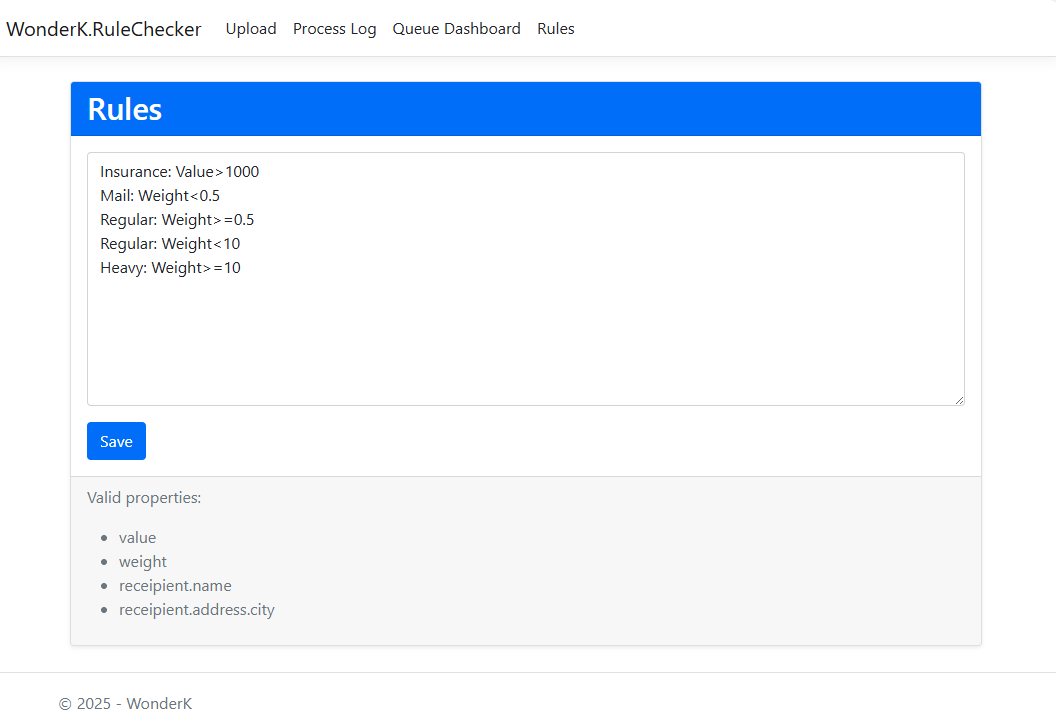 WonderK.RuleChecker Upload Process Log Queue Dashboard Rules
Rules
Insurance: Value>1000
Mail: Weight<0.5
Regular: Weight>=0.5
Regular: Weight<10
Heavy: Weight>=10
Save
Valid properties:
value
weight
receipient.name
receipient.address.city
© 2025 - WonderK